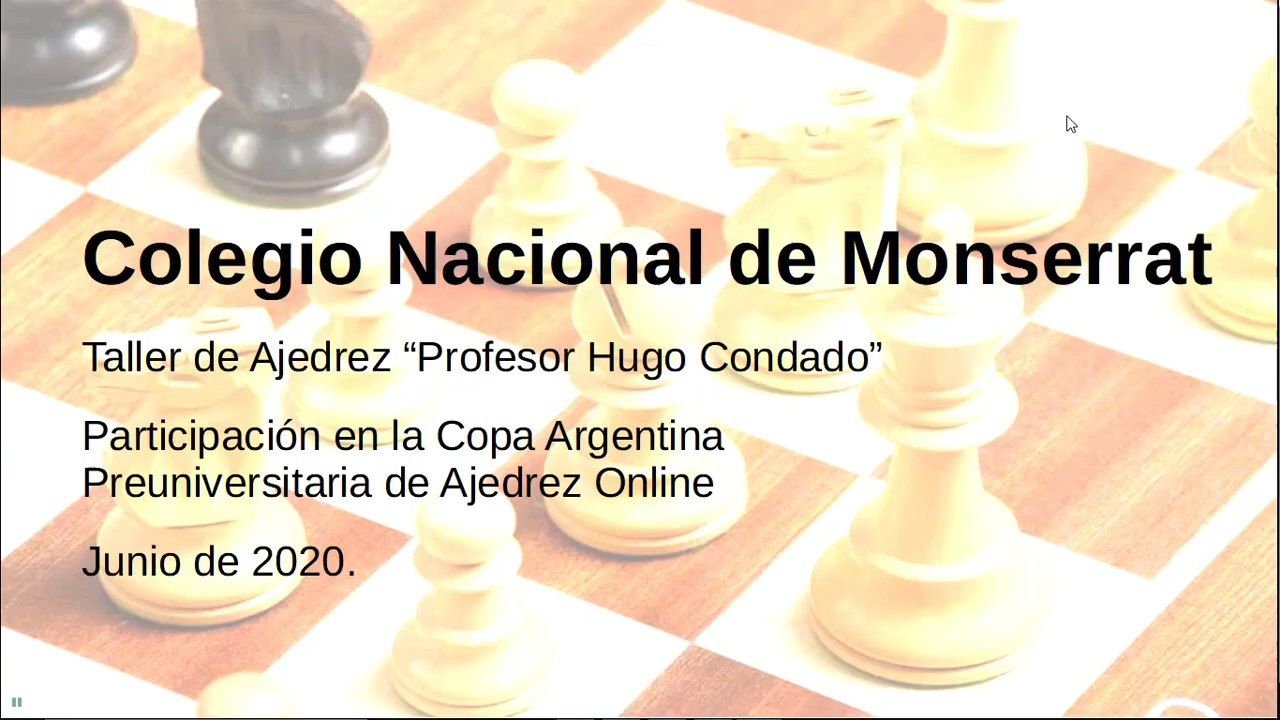 Colegio Nacional de Monserrat
Taller de Ajedrez “Profesor Hugo Condado”
Participación en la Copa Argentina
Preuniversitaria de Ajedrez Online
Junio de 2020.